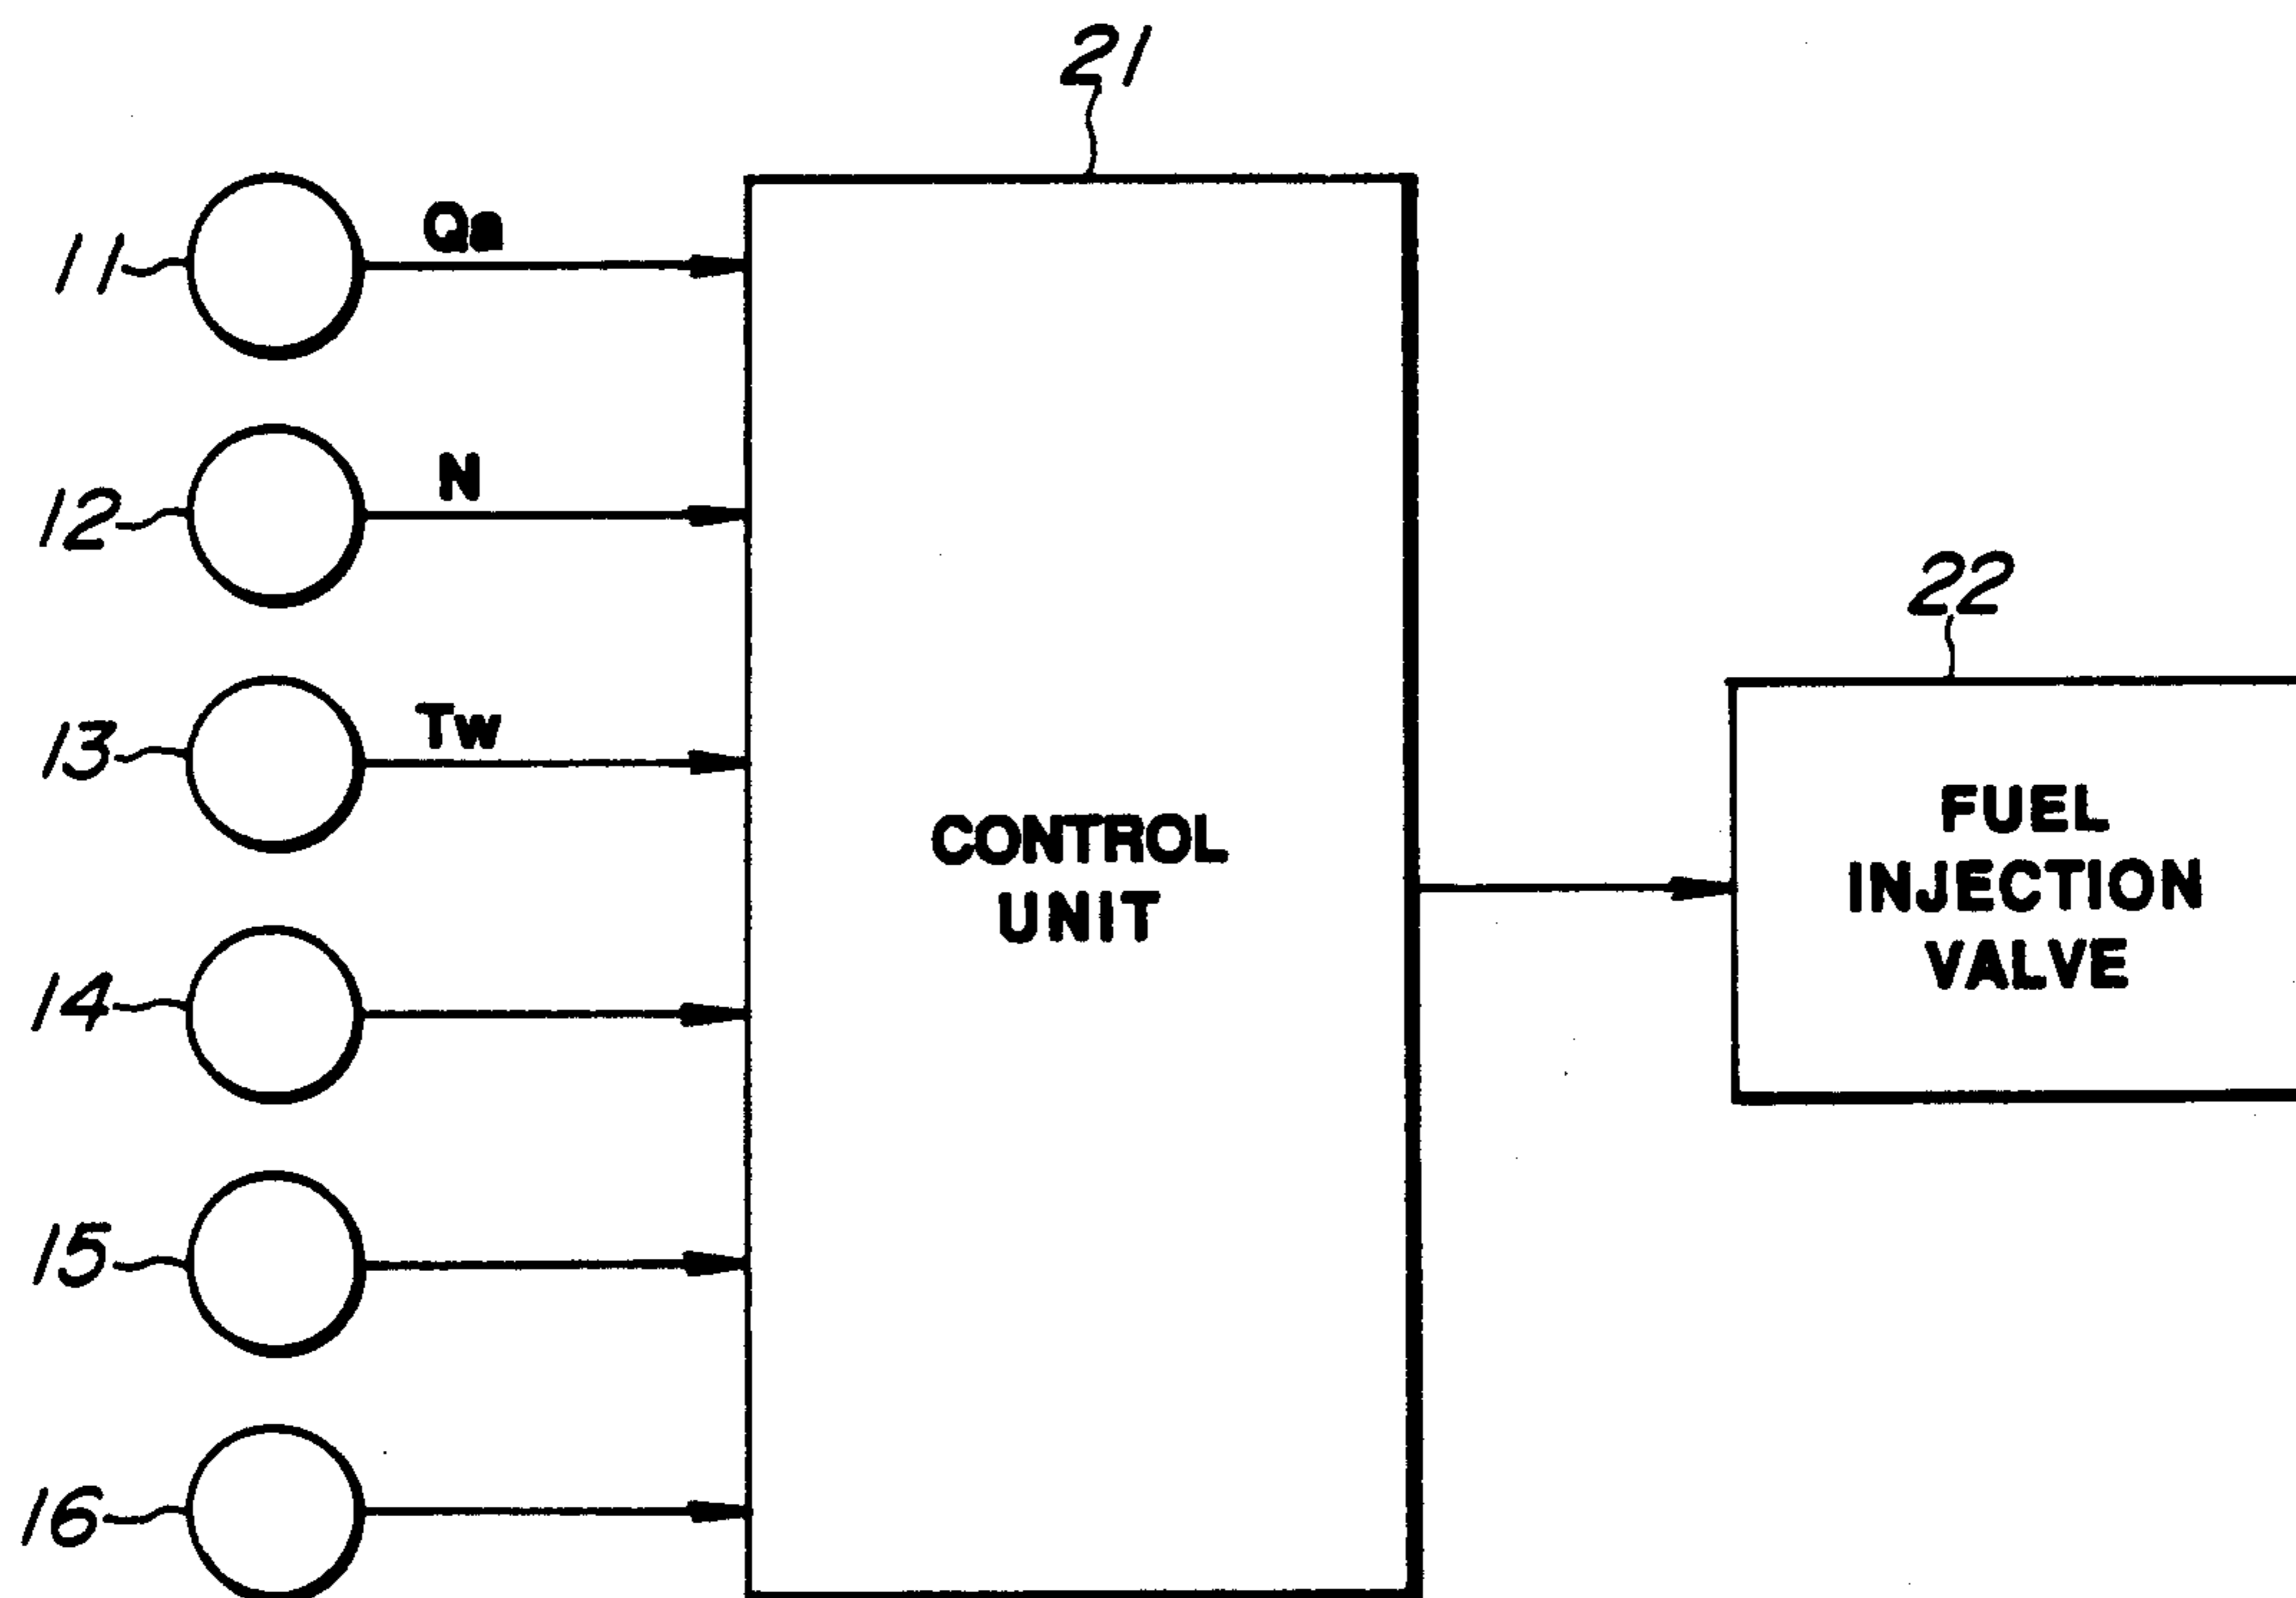 21
11
Qa
12
N
13
Tw
14
15
16
CONTROL
UNIT
22
FUEL
INJECTION
VALVE